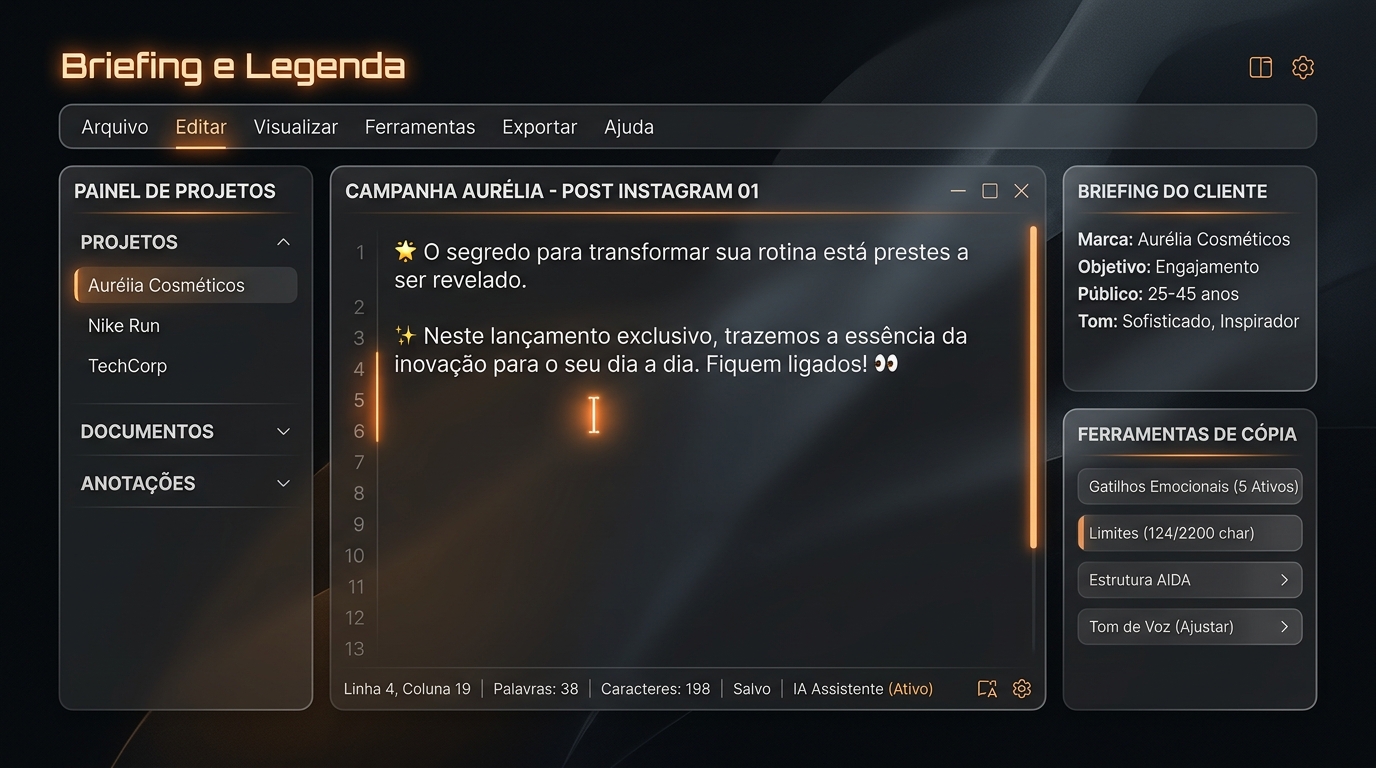 Briefing e Legenda
Arquivo Editar Visualizar Ferramentas Exportar Ajuda
PAINEL DE PROJETOS
PROJETOS
Auréiia Cosméticos
Nike Run
TechCorp
DOCUMENTOS
ANOTAÇÕES
CAMPANHA AURÉLIA - POST INSTAGRAM 01
1
2
3
4
5
6
7
8
9
10
11
12
13
🌟 O segredo para transformar sua rotina está prestes a
ser revelado.
✨ Neste lançamento exclusivo, trazemos a essência da
inovação para o seu dia a dia. Fiquem ligados! 👀
Linha 4, Coluna 19 | Palavras: 38 | Caracteres: 198 | Salvo | IA Assistente (Ativo)
BRIEFING DO CLIENTE
Marca: Aurélia Cosméticos
Objetivo: Engajamento
Público: 25-45 anos
Tom: Sofisticado, Inspirador
FERRAMENTAS DE CÓPIA
Gatilhos Emocionais (5 Ativos)
Limites (124/2200 char)
Estrutura AIDA
Tom de Voz (Ajustar)